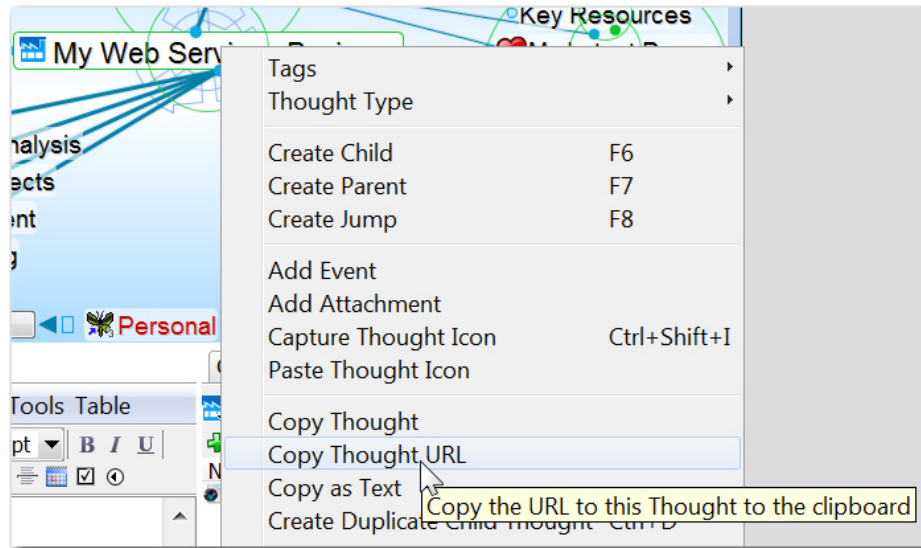 Key Resources
My Web Servi
Tags
Thought Type
nalysis
Create Child F6
ects
Create Parent F7
ent
Create Jump F8
g
Add Event
Add Attachment
Personal
Capture Thought Icon Ctrl+Shift+I
Paste Thought Icon
Tools Table
Copy Thought
pt B I U
Copy Thought URL
N
Copy as Text
Copy the URL to this Thought to the clipboard
Create Duplicate Child Thought Ctrl+D